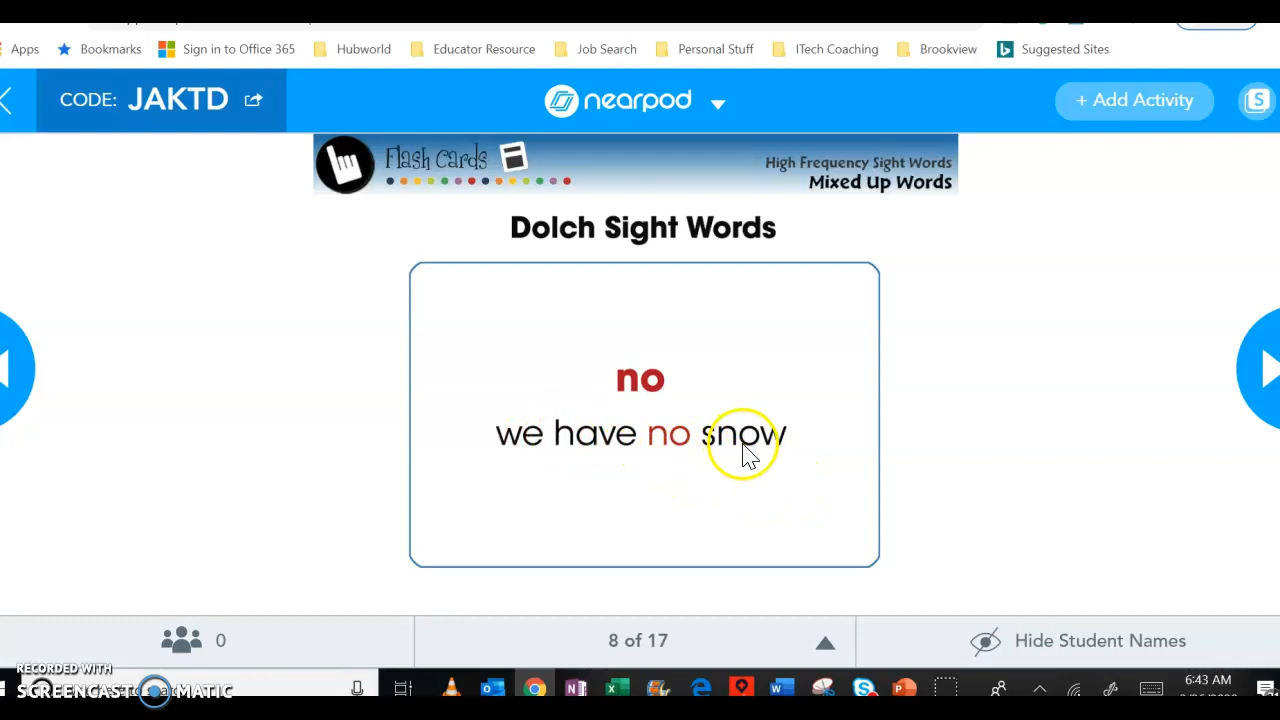 Apps Bookmarks Sign in to Office 365 Hubworld Educator Resource Job Search Personal Stuff ITech Coaching Brookview Suggested Sites
CODE: JAKTD nearpod + Add Activity S
Flash Cards High Frequency Sight Words
Mixed Up Words
Dolch Sight Words
no
we have no snow
0 8 of 17 Hide Student Names
RECORDED WITH
SCREENCAST MATIC
6:43 AM